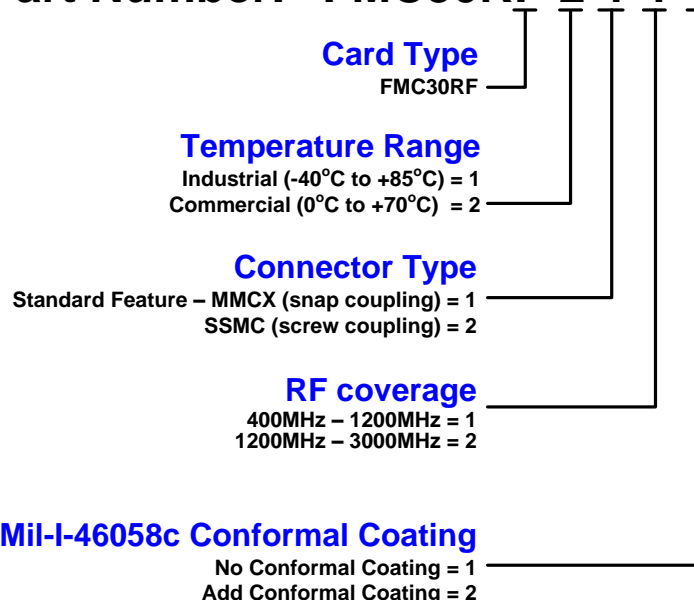 Card Type
FMC30RF
Temperature Range
Industrial (-40°C to +85°C) = 1
Commercial (0°C to +70°C) = 2
Connector Type
Standard Feature – MMCX (snap coupling) = 1
SSMC (screw coupling) = 2
RF coverage
400MHz – 1200MHz = 1
1200MHz – 3000MHz = 2
Mil-I-46058c Conformal Coating
No Conformal Coating = 1
Add Conformal Coating = 2